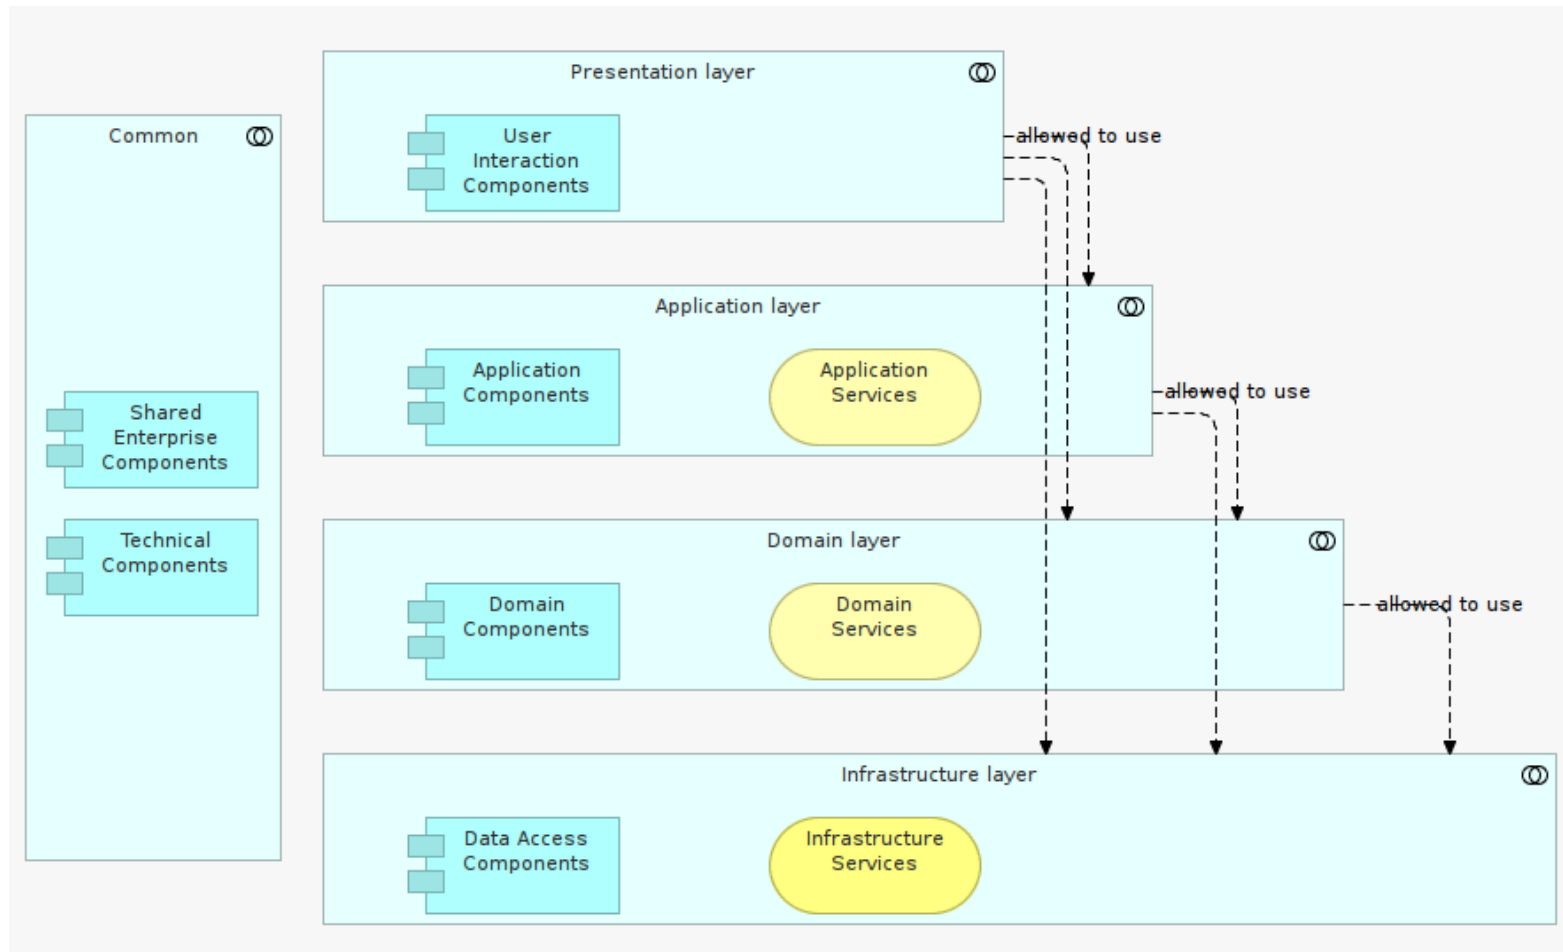 Presentation layer
User
Interaction
Components
allowed to use
Common
Shared
Enterprise
Components
Technical
Components
Application layer
Application
Components
Application
Services
allowed to use
Domain layer
Domain
Components
Domain
Services
allowed to use
Infrastructure layer
Data Access
Components
Infrastructure
Services